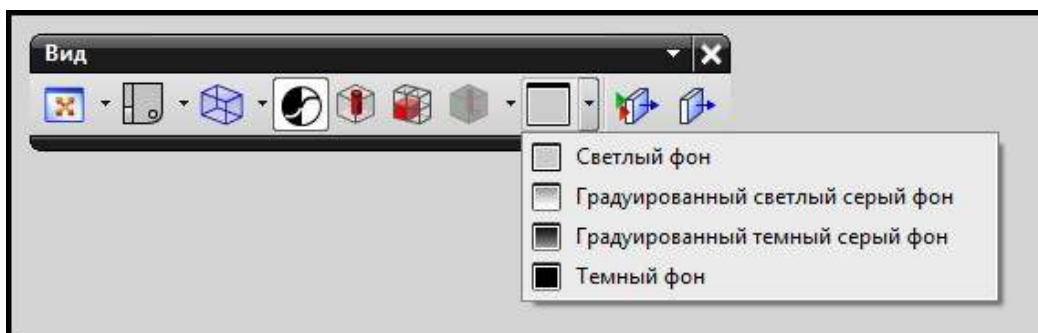 Вид
Светлый фон
Градуированный светлый серый фон
Градуированный темный серый фон
Темный фон